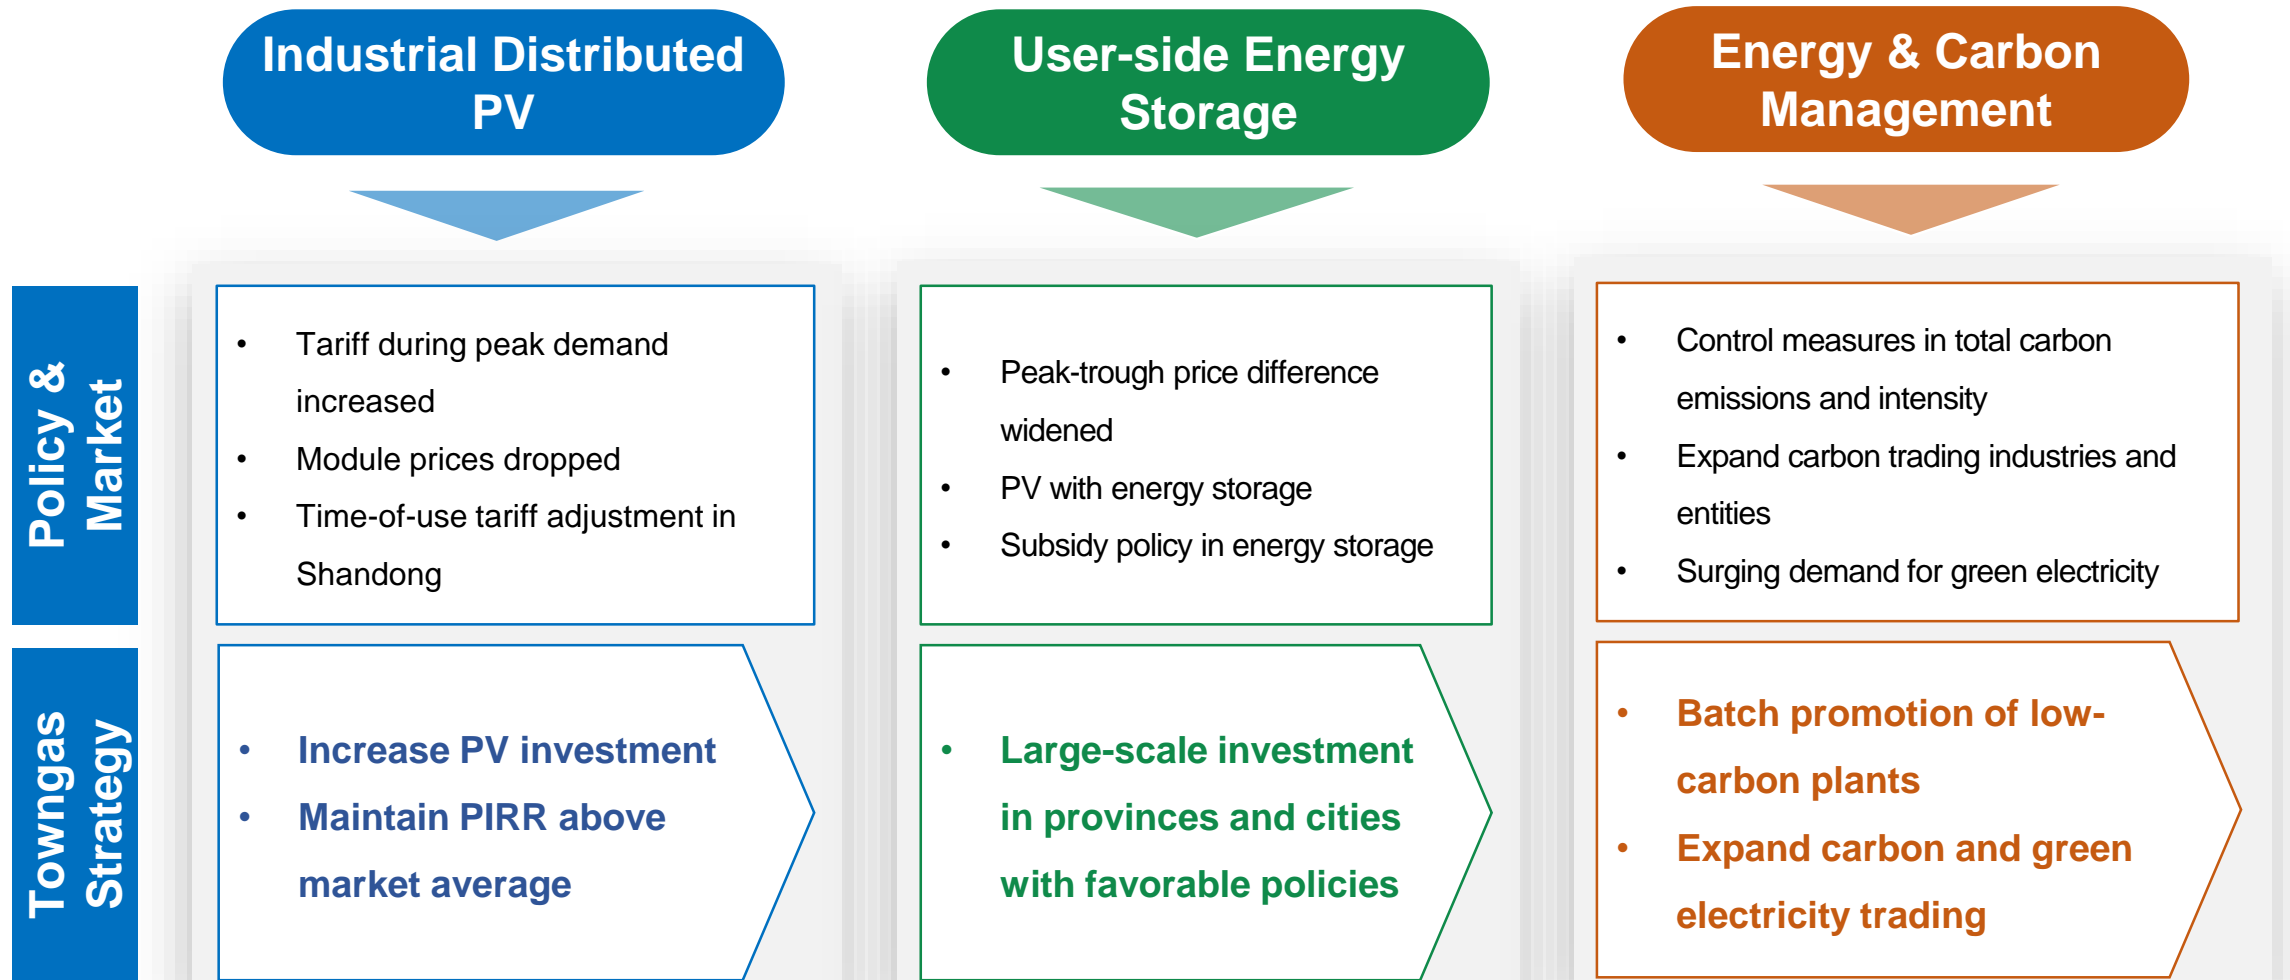 Industrial Distributed
PV
User-side Energy
Storage
Energy & Carbon
Management
Policy &
Market
• Tariff during peak demand
increased
• Module prices dropped
• Time-of-use tariff adjustment in
Shandong
• Peak-trough price difference
widened
• PV with energy storage
• Subsidy policy in energy storage
• Control measures in total carbon
emissions and intensity
• Expand carbon trading industries and
entities
• Surging demand for green electricity
Towngas
Strategy
• Increase PV investment
• Maintain PIRR above
market average
• Large-scale investment
in provinces and cities
with favorable policies
• Batch promotion of low-
carbon plants
• Expand carbon and green
electricity trading